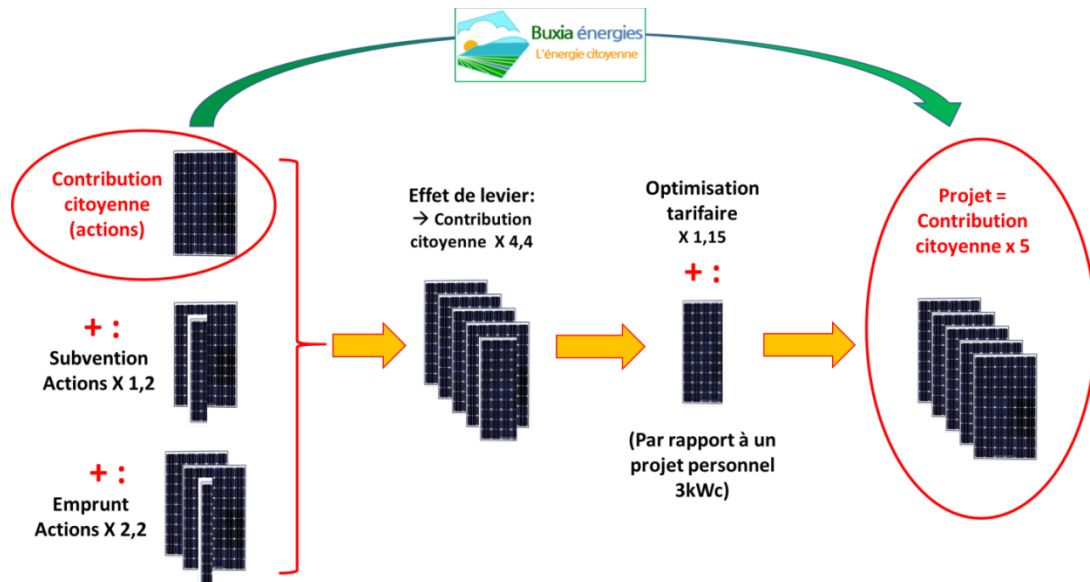 Buxia énergies
L'énergie citoyenne
Contribution
citoyenne
(actions)
+ :
Subvention
Actions X 1,2
+ :
Emprunt
Actions X 2,2
Effet de levier:
→ Contribution
citoyenne X 4,4
Optimisation
tarifaire
X 1,15
+ :
(Par rapport à un
projet personnel
3kWc)
Projet =
Contribution
citoyenne x 5